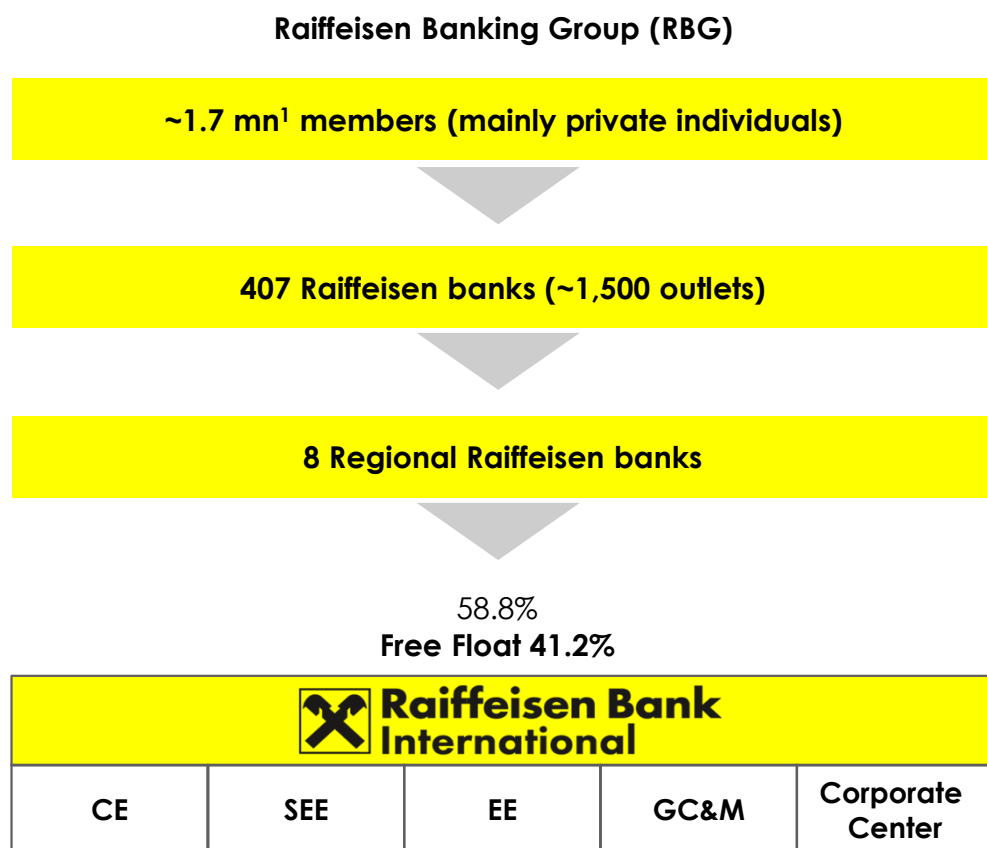 Raiffeisen Banking Group (RBG)
~1.7 mn¹ members (mainly private individuals)
407 Raiffeisen banks (~1,500 outlets)
8 Regional Raiffeisen banks
58.8%
Free Float 41.2%
Raiffeisen Bank
International
CE
SEE
EE
GC&M
Corporate
Center